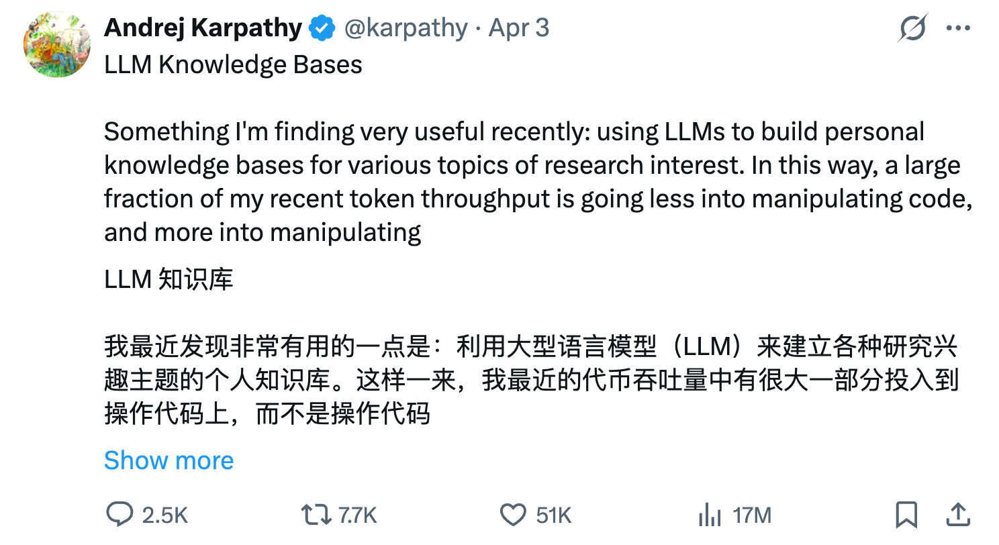 Andrej Karpathy @karpathy · Apr 3
LLM Knowledge Bases
Something I'm finding very useful recently: using LLMs to build personal
knowledge bases for various topics of research interest. In this way, a large
fraction of my recent token throughput is going less into manipulating code,
and more into manipulating
LLM 知识库
我最近发现非常有用的一点是：利用大型语言模型（LLM）来建立各种研究兴
趣主题的个人知识库。这样一来，我最近的代币吞吐量中有很大一部分投入到
操作代码上，而不是操作代码
Show more
2.5K 7.7K 51K 17M